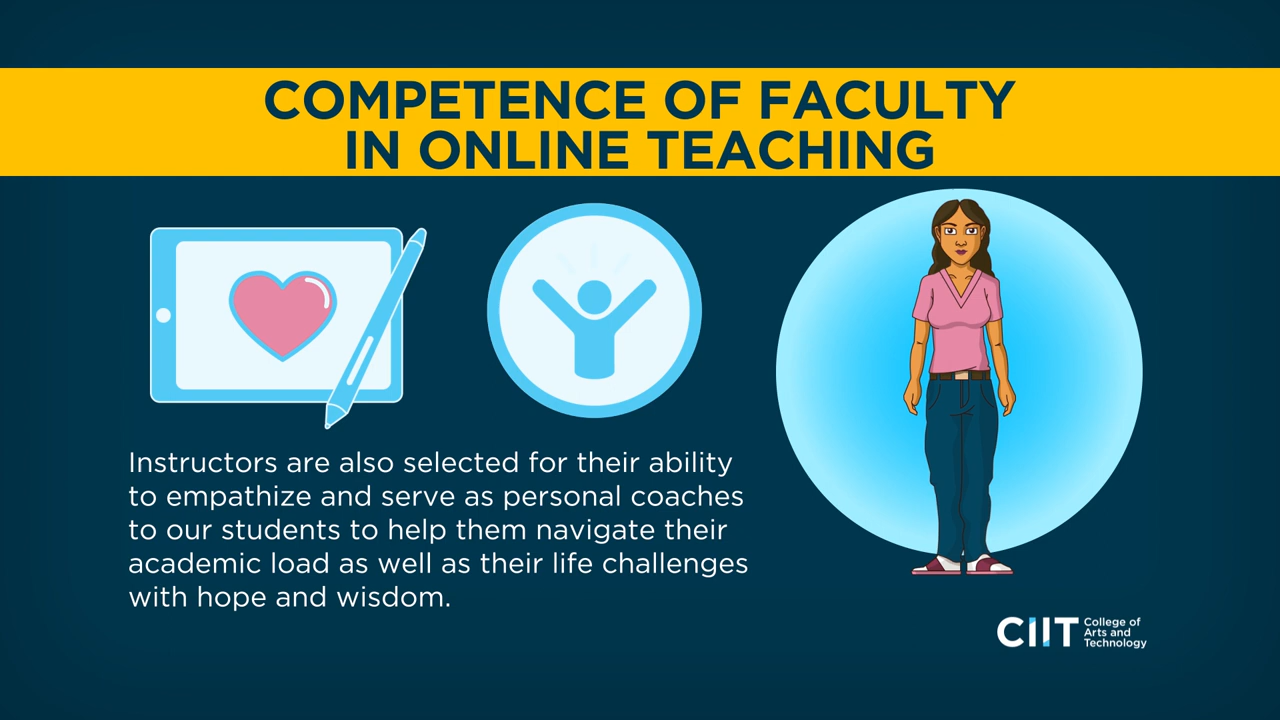 COMPETENCE OF FACULTY
IN ONLINE TEACHING
Instructors are also selected for their ability
to empathize and serve as personal coaches
to our students to help them navigate their
academic load as well as their life challenges
with hope and wisdom.
CIIT
College of
Arts and
Technology